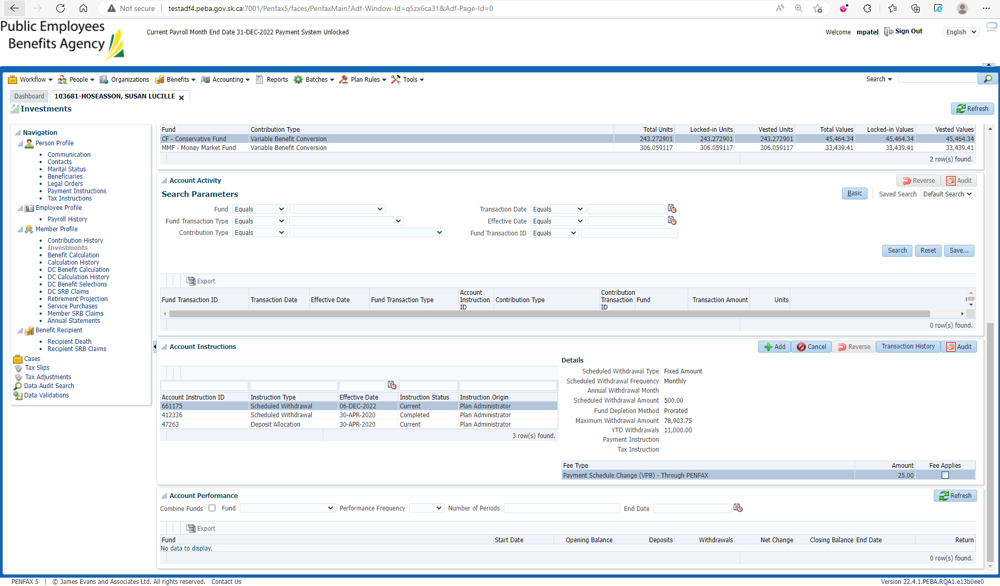 Not secure | testadf4.peba.gov.sk.ca:7001/Penfax5/faces/PenfaxMain?Adf-Window-Id=q5zx6ca31&Adf-Page-Id=0
Public Employees
Benefits Agency
Current Payroll Month End Date 31-DEC-2022 Payment System Unlocked
Welcome mpatel Sign Out English
Workflow People Organizations Benefits Accounting Reports Batches Plan Rules Tools Search
Dashboard 103681-HOSEASSON, SUSAN LUCILLE
Investments Refresh
Navigation
Person Profile
Communication
Contacts
Marital Status
Beneficiaries
Legal Orders
Payment Instructions
Tax Instructions
Employee Profile
Payroll History
Member Profile
Contribution History
Investments
Benefit Calculation
Calculation History
DC Benefit Calculation
DC Calculation History
DC Benefit Selections
DC SRB Claims
Retirement Projection
Service Purchases
Member SRB Claims
Annual Statements
Benefit Recipient
Recipient Death
Recipient SRB Claims
Cases
Tax Slips
Tax Adjustments
Data Audit Search
Data Validations
Fund Contribution Type Total Units Locked-in Units Vested Units Total Values Locked-in Values Vested Values
CF - Conservative Fund Variable Benefit Conversion 243.272901 243.272901 243.272901 45,464.34 45,464.34 45,464.34
MMF - Money Market Fund Variable Benefit Conversion 306.059117 306.059117 306.059117 33,439.41 33,439.41 33,439.41
2 row(s) found.
Account Activity Reverse Audit
Search Parameters Basic Saved Search Default Search
Fund Equals Transaction Date Equals
Fund Transaction Type Equals Effective Date Equals
Contribution Type Equals Fund Transaction ID Equals
Search Reset Save...
Export
Fund Transaction ID Transaction Date Effective Date Fund Transaction Type Account Instruction ID Contribution Type Contribution Transaction ID Fund Transaction Amount Units
0 row(s) found.
Account Instructions Add Cancel Reverse Transaction History Audit
Account Instruction ID Instruction Type Effective Date Instruction Status Instruction Origin
661175 Scheduled Withdrawal 06-DEC-2022 Current Plan Administrator
412336 Scheduled Withdrawal 30-APR-2020 Completed Plan Administrator
47263 Deposit Allocation 30-APR-2020 Current Plan Administrator
3 row(s) found.
Details
Scheduled Withdrawal Type Fixed Amount
Scheduled Withdrawal Frequency Monthly
Annual Withdrawal Month
Scheduled Withdrawal Amount 500.00
Fund Depletion Method Prorated
Maximum Withdrawal Amount 78,903.75
YTD Withdrawals 11,000.00
Payment Instruction
Tax Instruction
Fee Type Amount Fee Applies
Payment Schedule Change (VPB) - Through PENFAX 25.00
Account Performance Refresh
Combine Funds Fund Performance Frequency Number of Periods End Date
Export
Fund Start Date Opening Balance Deposits Withdrawals Net Change Closing Balance End Date Return
No data to display.
0 row(s) found.
PENFAX 5 | © James Evans and Associates Ltd. All rights reserved. Contact Us Version 22.4.1.PEBA.RQA1.e13b0ee0